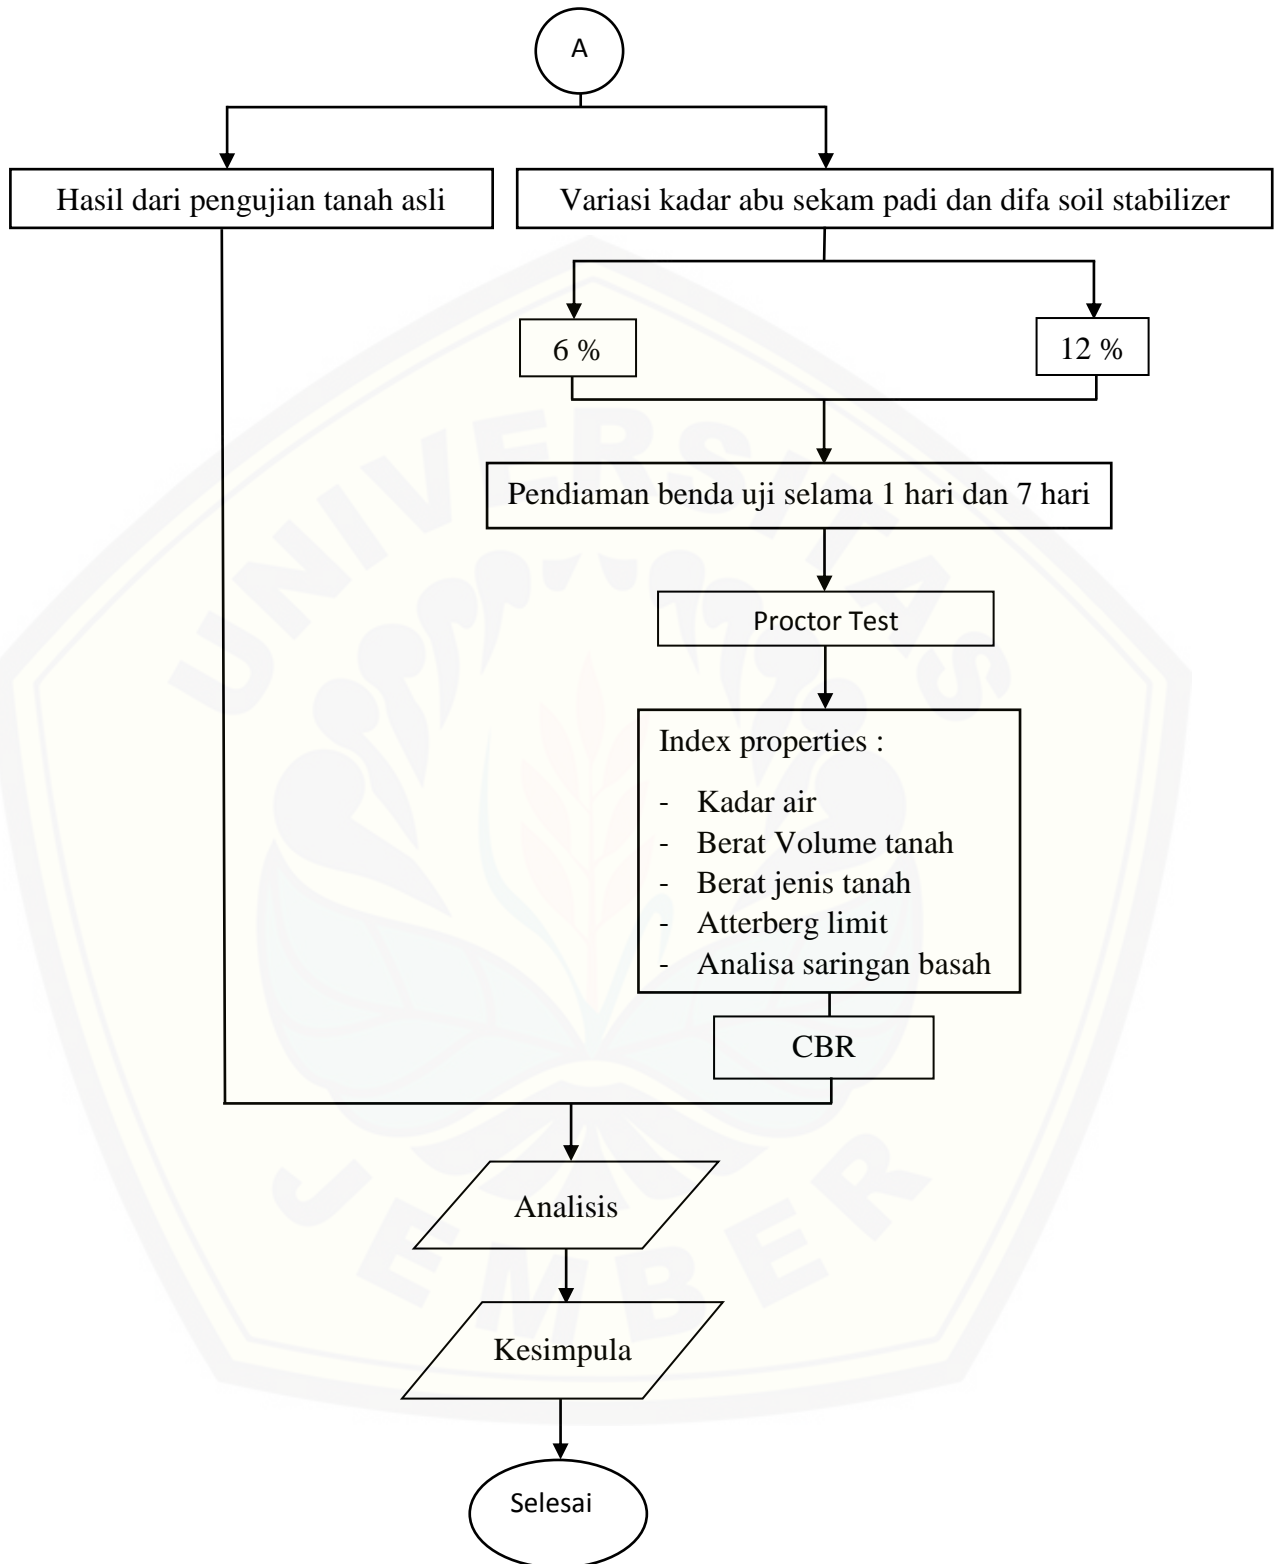 A
Hasil dari pengujian tanah asli
Variasi kadar abu sekam padi dan difa soil stabilizer
6 %
12 %
Pendiaman benda uji selama 1 hari dan 7 hari
Proctor Test
Index properties :
- Kadar air
- Berat Volume tanah
- Berat jenis tanah
- Atterberg limit
- Analisa saringan basah
CBR
Analisis
Kesimpula
Selesai
UNIVERSITAS
JEMBER